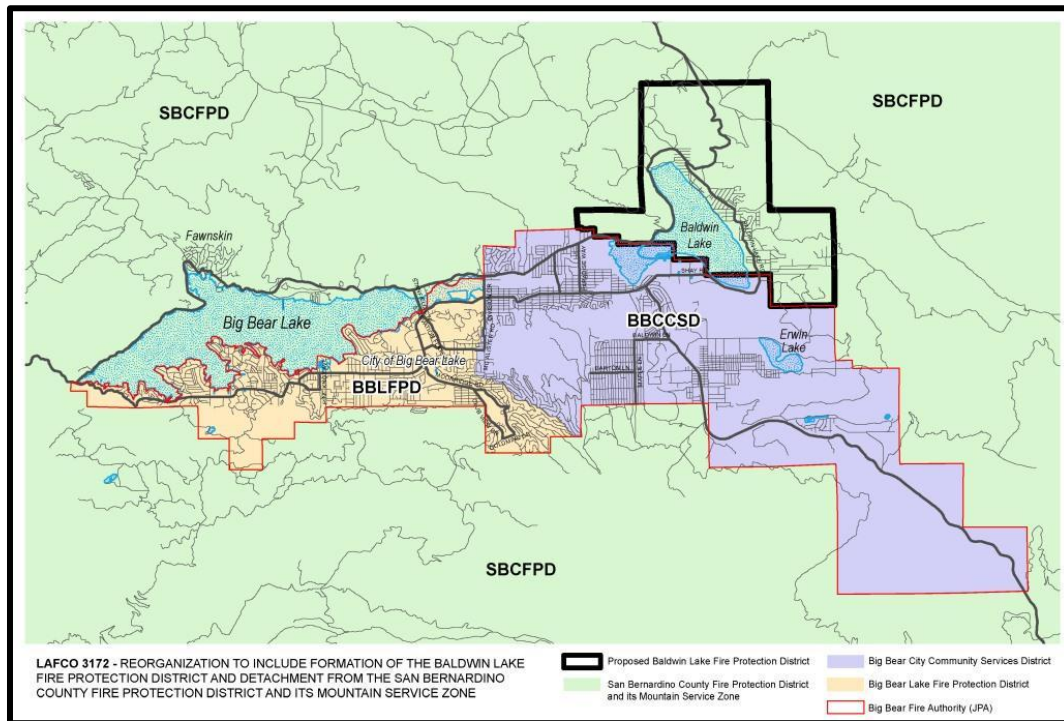 SBCFPD
SBCFPD
Fawnskin
Baldwin
Lake
Big Bear Lake
BBCCSD
Erwin
Lake
City of Big Bear Lake
BBLFPD
BARTON LN
SBCFPD
LAFCO 3172 - REORGANIZATION TO INCLUDE FORMATION OF THE BALDWIN LAKE
FIRE PROTECTION DISTRICT AND DETACHMENT FROM THE SAN BERNARDINO
COUNTY FIRE PROTECTION DISTRICT AND ITS MOUNTAIN SERVICE ZONE
Proposed Baldwin Lake Fire Protection District
San Bernardino County Fire Protection District
and its Mountain Service Zone
Big Bear City Community Services District
Big Bear Lake Fire Protection District
Big Bear Fire Authority (JPA)